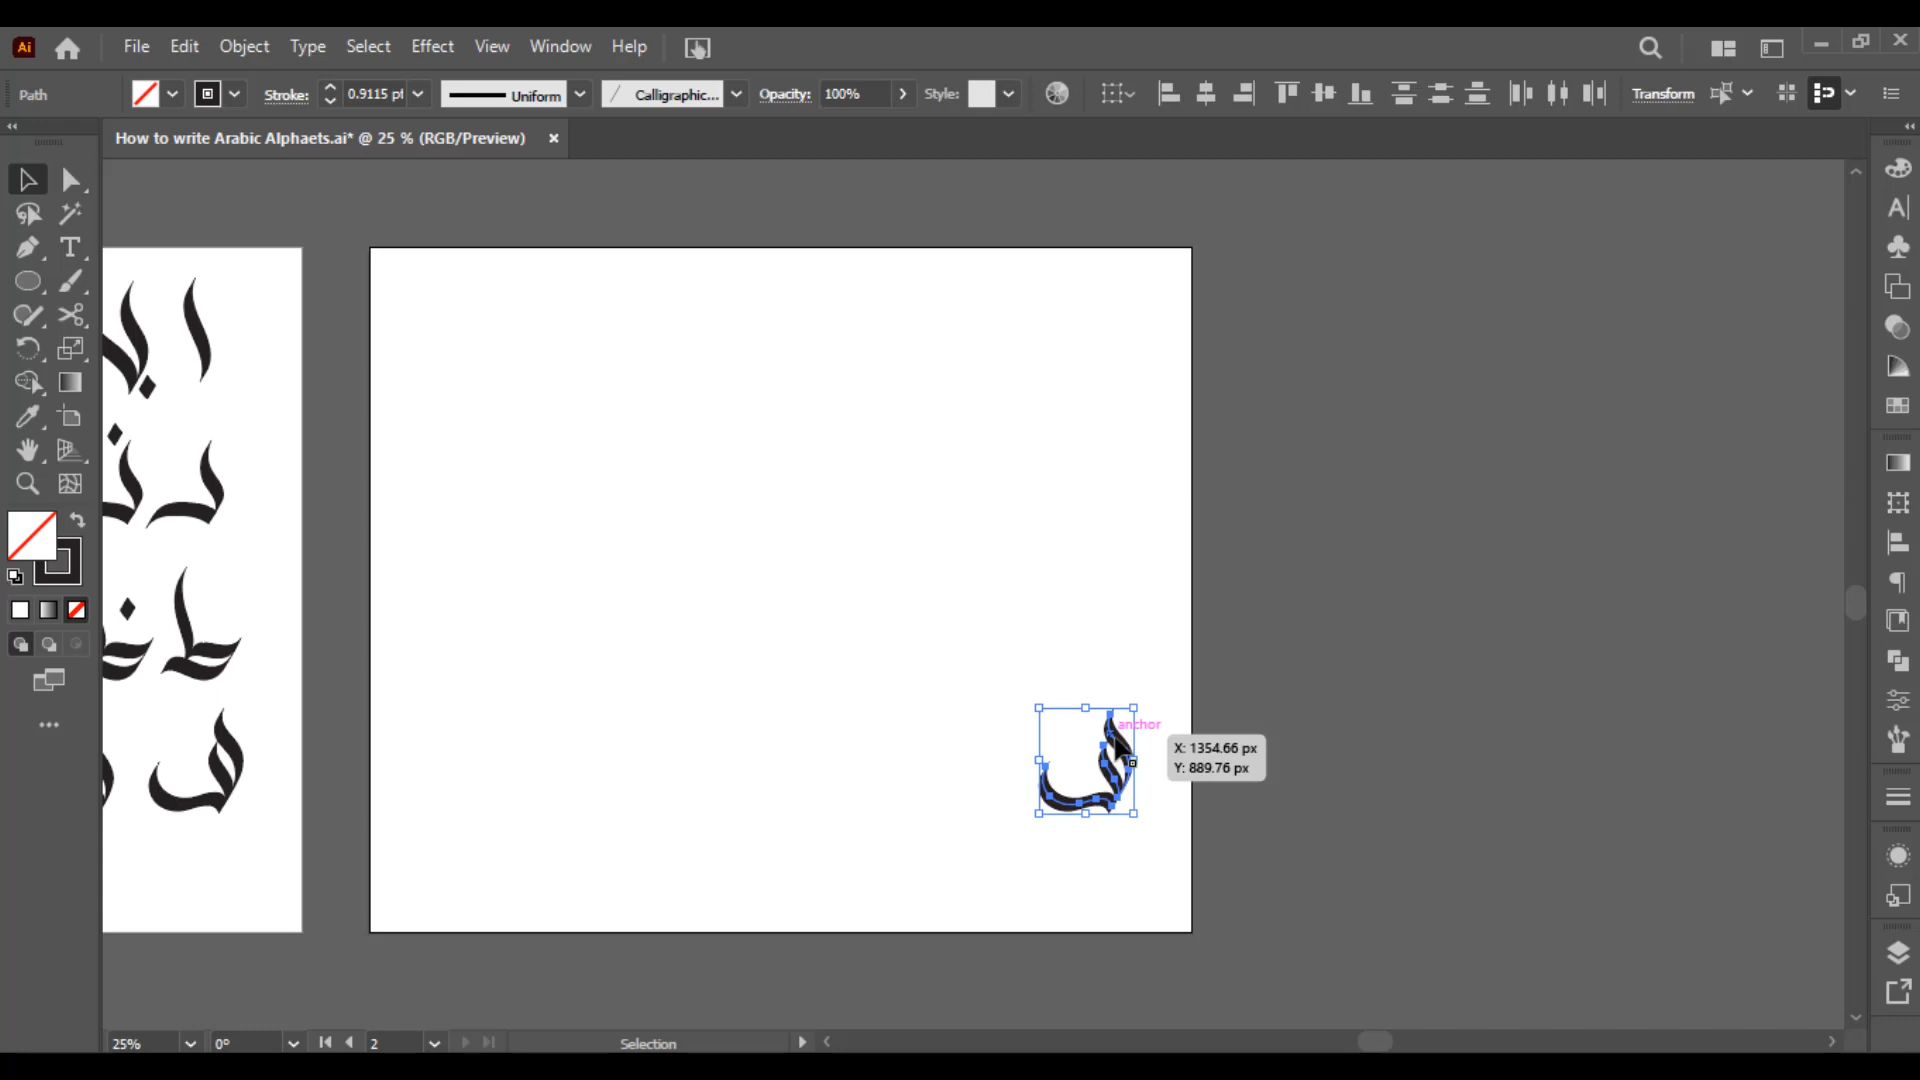 Ai File Edit Object Type Select Effect View Window Help
Path Stroke: 0.9115 pt Uniform Calligraphic... Opacity: 100% Style: Transform
How to write Arabic Alphaets.ai* @ 25 % (RGB/Preview)
anchor
X: 1354.66 px
Y: 889.76 px
25% 0° 2 Selection